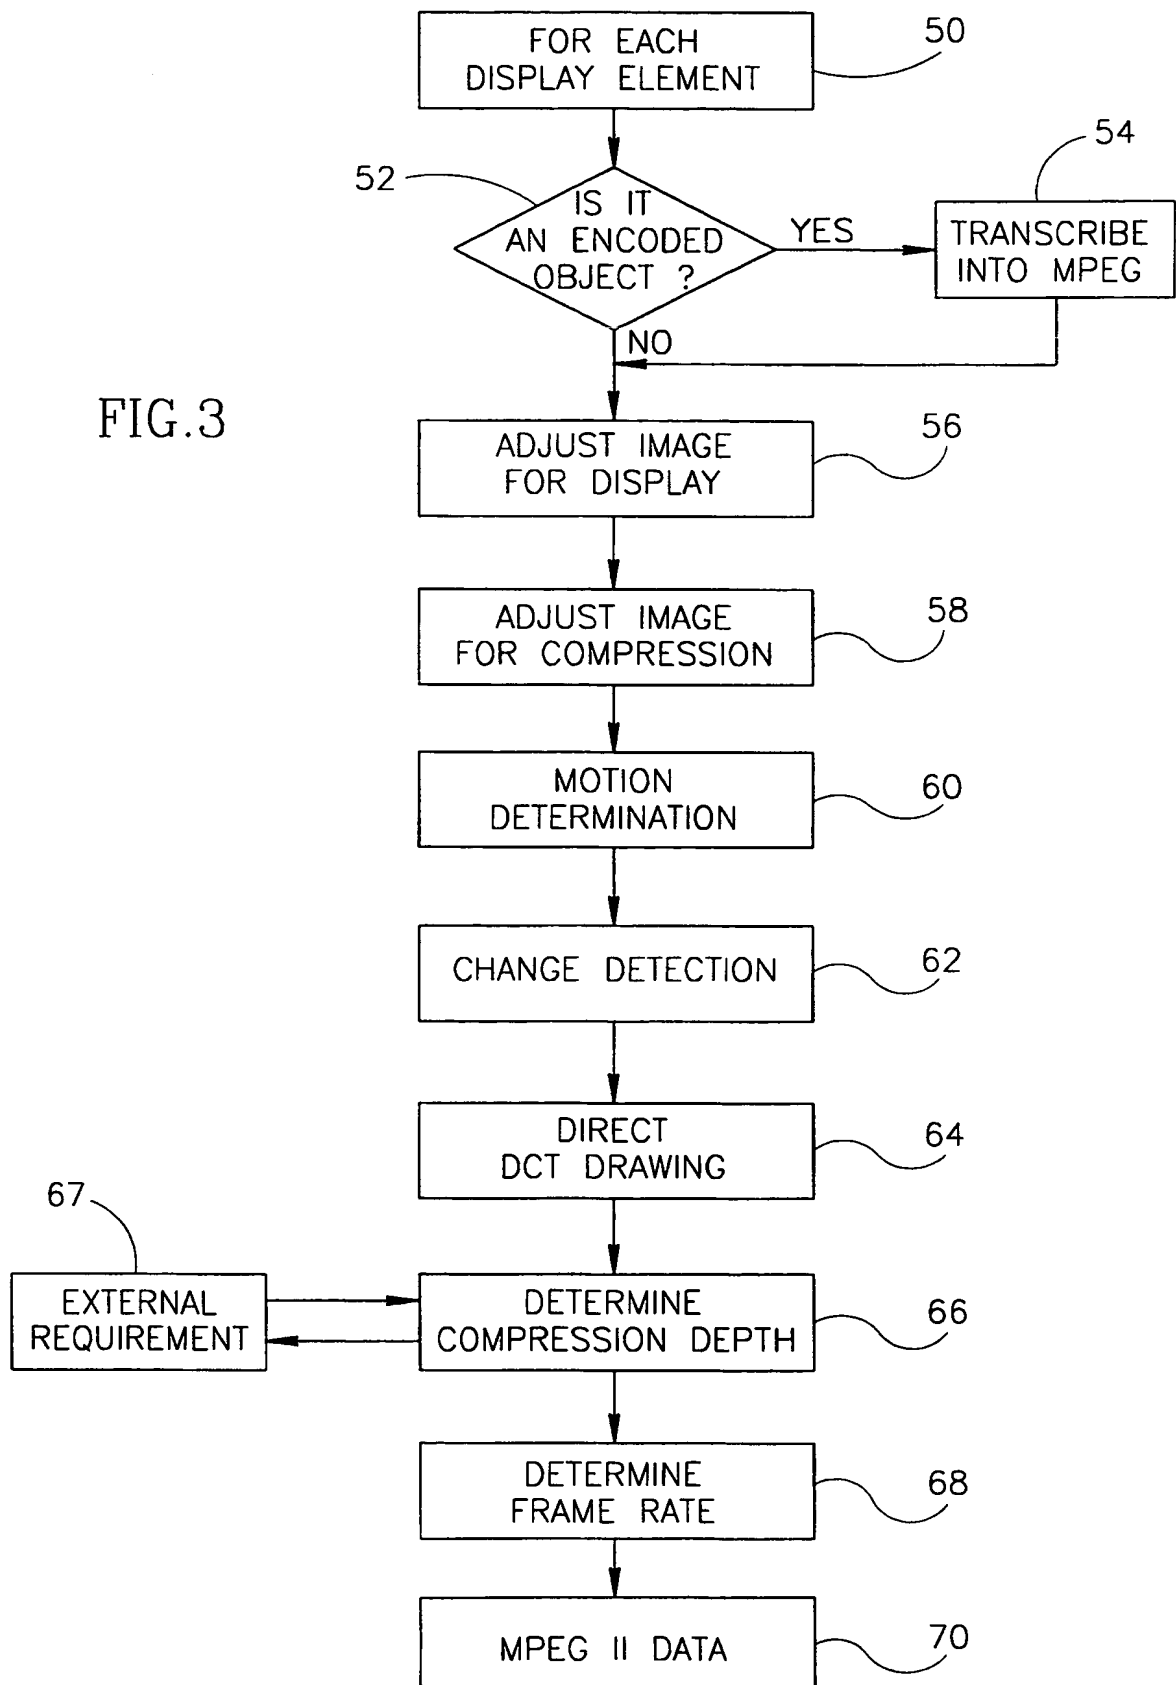 FOR EACH
DISPLAY ELEMENT
50
52
IS IT
AN ENCODED
OBJECT ?
YES
54
TRANSCRIBE
INTO MPEG
NO
FIG.3
ADJUST IMAGE
FOR DISPLAY
56
ADJUST IMAGE
FOR COMPRESSION
58
MOTION
DETERMINATION
60
CHANGE DETECTION
62
DIRECT
DCT DRAWING
64
67
EXTERNAL
REQUIREMENT
DETERMINE
COMPRESSION DEPTH
66
DETERMINE
FRAME RATE
68
MPEG II DATA
70